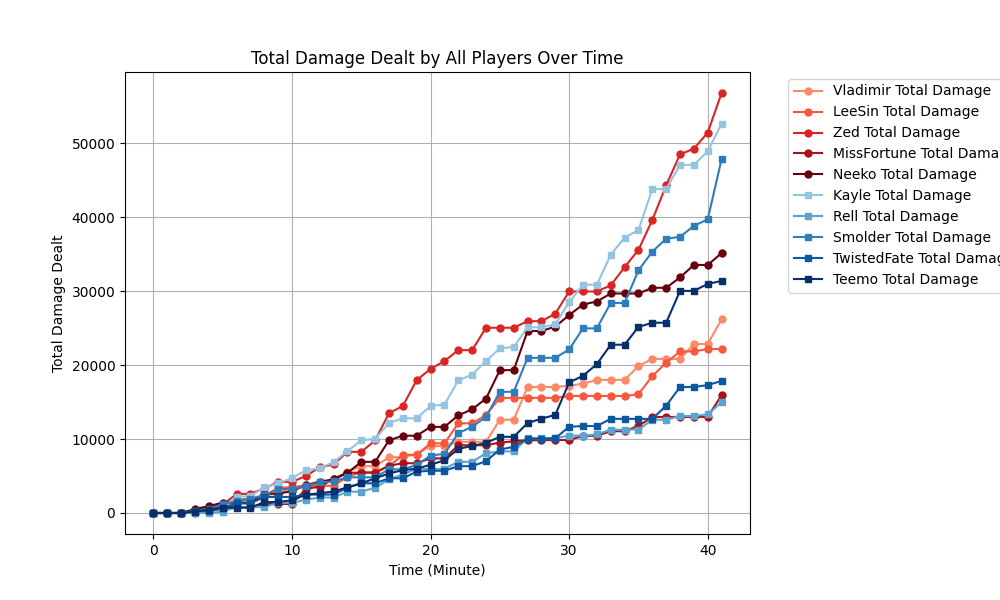 Total Damage Dealt by All Players Over Time
Total Damage Dealt
50000
40000
30000
20000
10000
0
0 10 20 30 40
Time (Minute)
Vladimir Total Damage
LeeSin Total Damage
Zed Total Damage
MissFortune Total Dama
Neeko Total Damage
Kayle Total Damage
Rell Total Damage
Smolder Total Damage
TwistedFate Total Damag
Teemo Total Damage